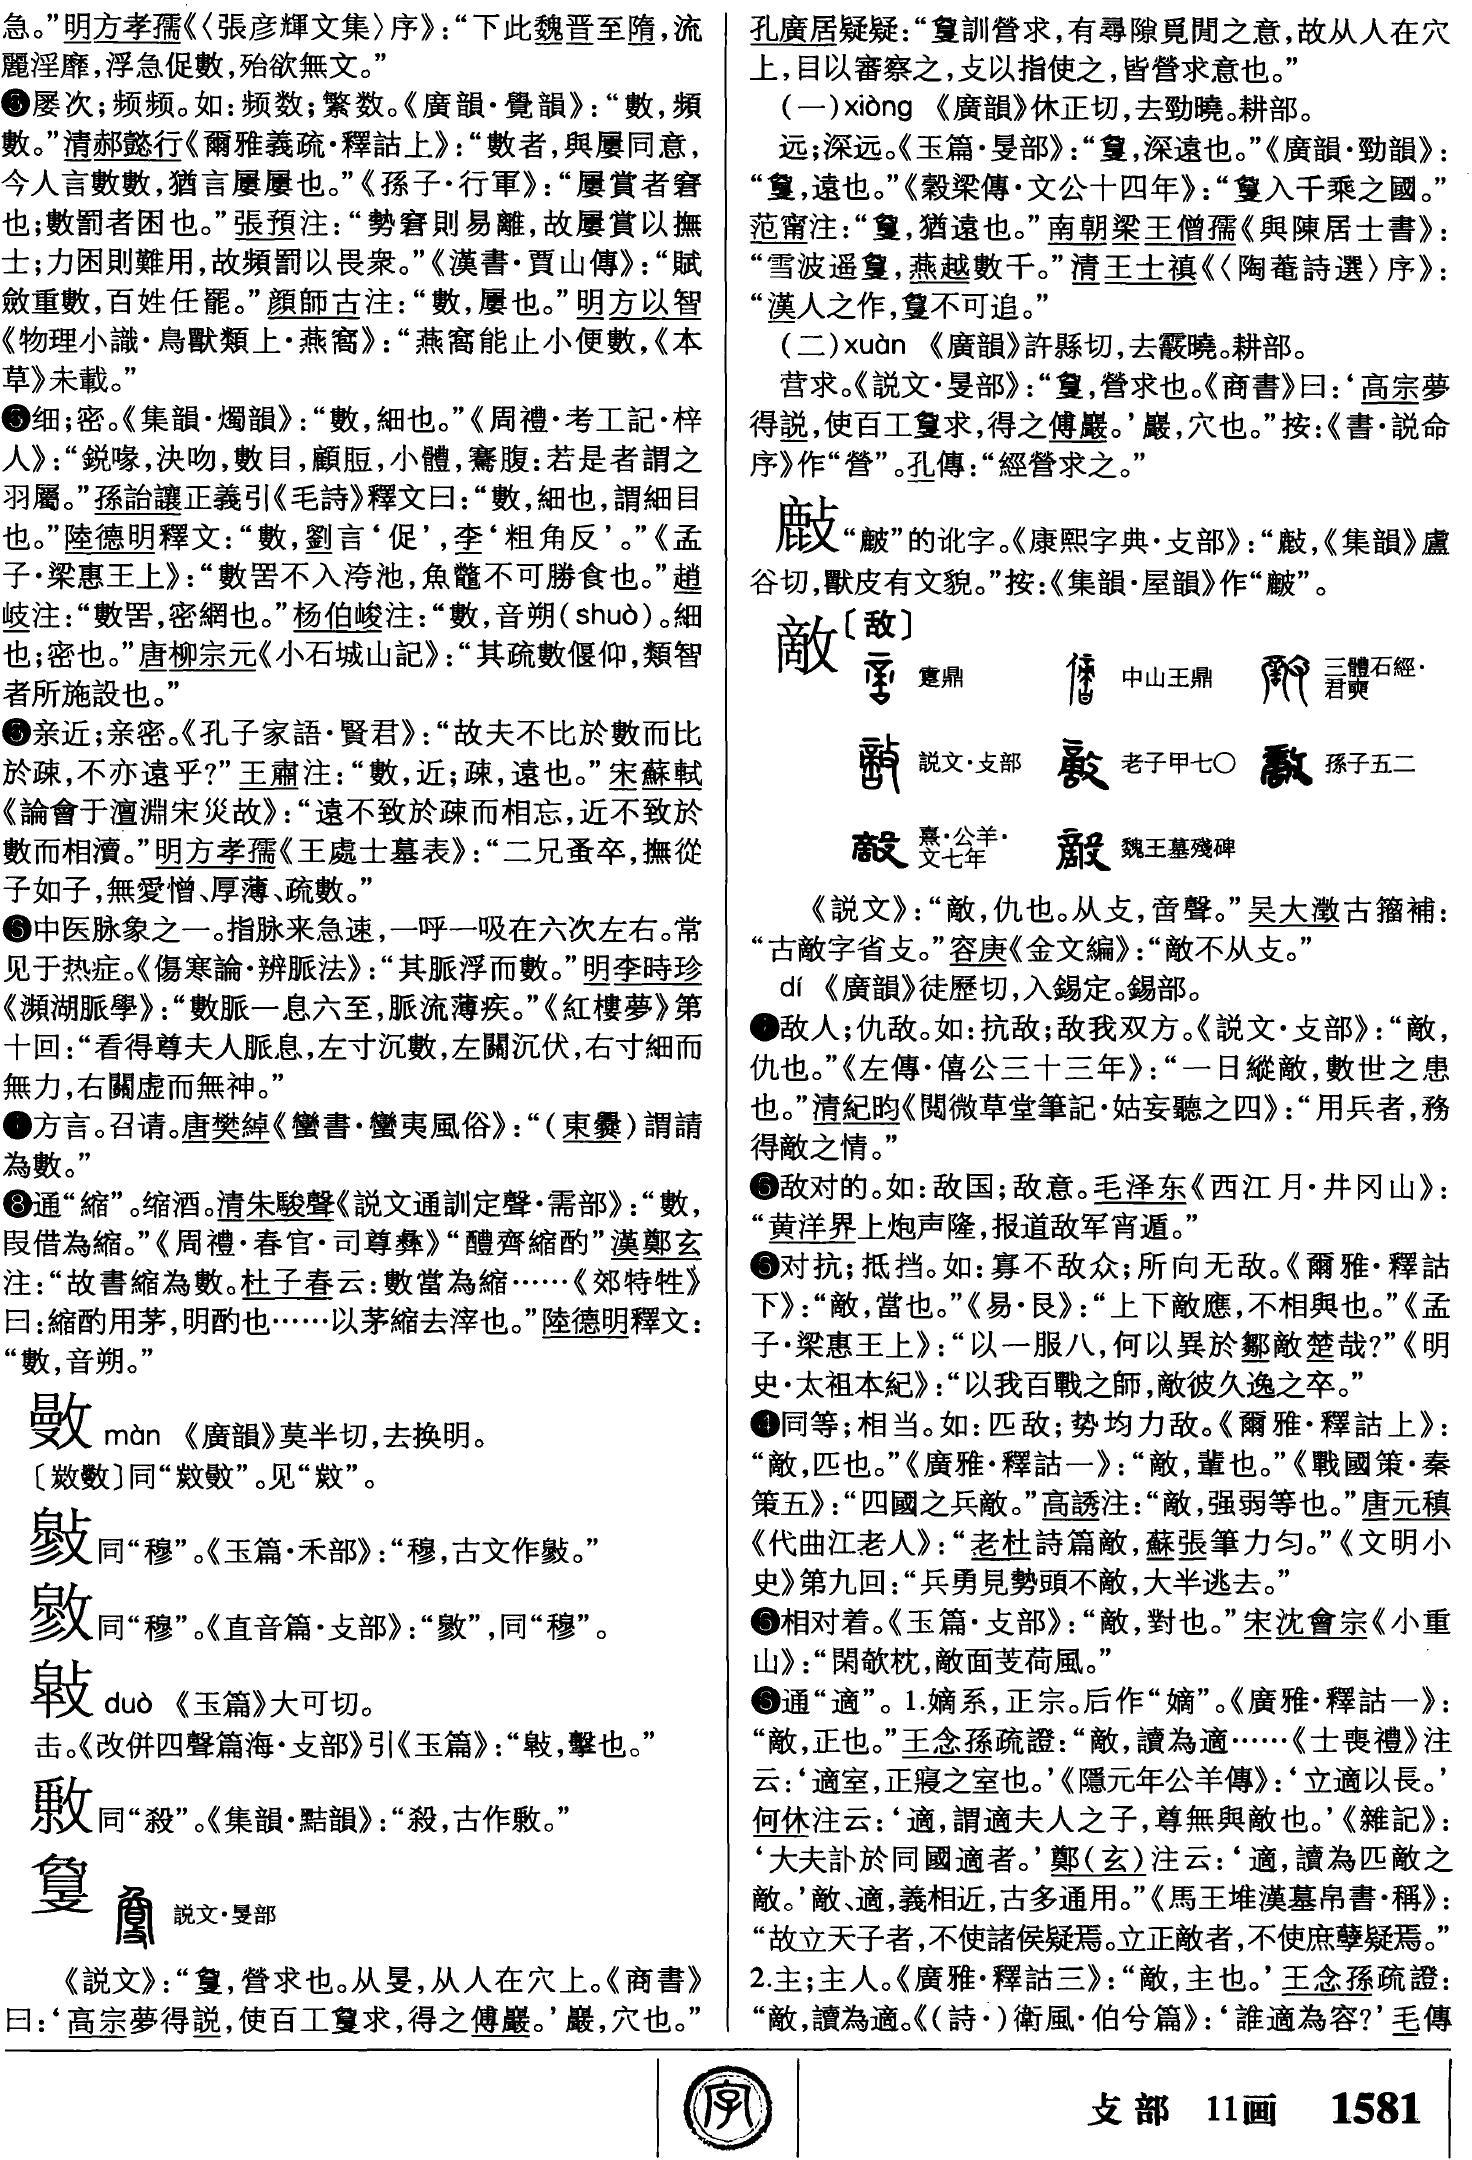 急。”明方孝孺《〈張彦輝文集〉序》：“下此魏晋至隋，流
麗淫靡，浮急促數，殆欲無文。”
❸屡次；频频。如：频数；繁数。《廣韻·覺韻》：“數，頻
數。”清郝懿行《爾雅義疏·釋詁上》：“數者，與屢同意，
今人言數數，猶言屢屢也。”《孫子·行軍》：“屢賞者窘
也；數罰者困也。”張預注：“勢窘則易離，故屢賞以撫
士；力困則難用，故頻罰以畏衆。”《漢書·賈山傳》：“賦
斂重數，百姓任罷。”顔師古注：“數，屢也。”明方以智
《物理小識·鳥獸類上·燕窩》：“燕窩能止小便數，《本
草》未載。”
細；密。《集韻·燭韻》：“數，細也。”《周禮·考工記·梓
人》：“鋭喙，決吻，數目，顧脰，小體，騫腹：若是者謂之
羽屬。”孫詒讓正義引《毛詩》釋文曰：“數，細也，謂細目
也。”陸德明釋文：“數，劉言‘促’，李‘粗角反’。”《孟
子·梁惠王上》：“數罟不入洿池，魚鼈不可勝食也。”趙
岐注：“數罟，密網也。”杨伯峻注：“數，音朔(shuò)。細
也；密也。”唐柳宗元《小石城山記》：“其疏數偃仰，類智
者所施設也。”
❺亲近；亲密。《孔子家語·賢君》：“故夫不比於數而比
於疎，不亦遠乎?”王肅注：“數，近；疎，遠也。”宋蘇軾
《論會于澶淵宋災故》：“遠不致於疎而相忘，近不致於
數而相瀆。”明方孝孺《王處士墓表》：“二兄蚤卒，撫從
子如子，無愛憎、厚薄、疏數。”
❻中医脉象之一。指脉来急速，一呼一吸在六次左右。常
见于热症。《傷寒論·辨脈法》：“其脈浮而數。”明李時珍
《瀕湖脈學》：“數脈一息六至，脈流薄疾。”《紅樓夢》第
十回：“看得尊夫人脈息，左寸沉數，左關沉伏，右寸細而
無力，右關虚而無神。”
❼方言。召请。唐樊綽《蠻書·蠻夷風俗》：“(東爨)謂請
為數。”
❽通“縮”。缩酒。清朱駿聲《説文通訓定聲·需部》：“數，
叚借為縮。”《周禮·春官·司尊彝》“醴齊縮酌”漢鄭玄
注：“故書縮為數。杜子春云：數當為縮……《郊特牲》
曰：縮酌用茅，明酌也……以茅縮去滓也。”陸德明釋文：
“數，音朔。”
màn 《廣韻》莫半切，去换明。
同“穆”。《玉篇·禾部》：“穆，古文作。”
同“穆”。《直音篇·攴部》：“，同“穆”。
duò 《玉篇》大可切。
击。《改併四聲篇海·攴部》引《玉篇》：“，擊也。”
同“殺”。《集韻·黠韻》：“殺，古作。”
敻
説文·𥄎部
《説文》：“敻，營求也。从𥄎，从人在穴上。《商書》
曰：‘高宗夢得説，使百工敻求，得之傅巖。’巖，穴也。”
孔廣居疑疑：“敻訓營求，有尋隙覓閒之意，故从人在穴
上，目以審察之，攴以指使之，皆營求意也。”
(一)xiòng 《廣韻》休正切，去勁曉。耕部。
远；深远。《玉篇·𥄎部》：“敻，深遠也。”《廣韻·勁韻》：
“敻，遠也。”《穀梁傳·文公十四年》：“敻入千乘之國。”
范甯注：“敻，猶遠也。”南朝梁王僧孺《與陳居士書》：
“雪波遥敻，燕越數千。”清王士禛《〈陶菴詩選〉序》：
“漢人之作，敻不可追。”
(二)xuàn 《廣韻》許縣切，去霰曉。耕部。
营求。《説文·𥄎部》：“敻，營求也。《商書》曰：‘高宗夢
得説，使百工敻求，得之傅巖。’巖，穴也。”按：《書·説命
序》作“營”。孔傳：“經營求之。”
的讹字。《康熙字典·攴部》：“，《集韻》盧
谷切，獸皮有文貌。”按：《集韻·屋韻》作
敵〔敌〕
𧽊鼎 中山王鼎 三體石經·君奭
説文·攴部 老子甲七〇 孫子五二
熹·公羊·文七年 魏王墓殘碑
《説文》：“敵，仇也。从攴，啻聲。”吴大澂古籀補：
“古敵字省攴。”容庚《金文編》：“敵不从攴。”
dí 《廣韻》徒歷切，入錫定。錫部。
敌人；仇敌。如：抗敌；敌我双方。《説文·攴部》：“敵，
仇也。”《左傳·僖公三十三年》：“一日縱敵，數世之患
也。”清紀昀《閲微草堂筆記·姑妄聽之四》：“用兵者，務
得敵之情。”
敌对的。如：敌国；敌意。毛泽东《西江月·井冈山》：
“黄洋界上炮声隆，报道敌军宵遁。”
对抗；抵挡。如：寡不敌众；所向无敌。《爾雅·釋詁
下》：“敵，當也。”《易·艮》：“上下敵應，不相與也。”《孟
子·梁惠王上》：“以一服八，何以異於鄒敵楚哉?”《明
史·太祖本紀》：“以我百戰之師，敵彼久逸之卒。”
❹同等；相当。如：匹敌；势均力敌。《爾雅·釋詁上》：
“敵，匹也。”《廣雅·釋詁一》：“敵，輩也。”《戰國策·秦
策五》：“四國之兵敵。”高誘注：“敵，强弱等也。”唐元稹
《代曲江老人》：“老杜詩篇敵，蘇張筆力匀。”《文明小
史》第九回：“兵勇見勢頭不敵，大半逃去。”
相对着。《玉篇·攴部》：“敵，對也。”宋沈會宗《小重
山》：“閑欹枕，敵面芰荷風。”
通“適”。1.嫡系，正宗。后作“嫡”。《廣雅·釋詁一》：
“敵，正也。”王念孫疏證：“敵，讀為適……《士喪禮》注
云：‘適室，正寢之室也。’《隱元年公羊傳》：‘立適以長。’
何休注云：‘適，謂適夫人之子，尊無與敵也。’《雜記》：
‘大夫訃於同國適者。’鄭(玄)注云：‘適，讀為匹敵之
敵。’敵、適，義相近，古多通用。”《馬王堆漢墓帛書·稱》：
“故立天子者，不使諸侯疑焉。立正敵者，不使庶孽疑焉。”
2.主；主人。《廣雅·釋詁三》：“敵，主也。’王念孫疏證：
“敵，讀為適。《(詩·)衛風·伯兮篇》：‘誰適為容?’毛傳
字
攴部 11画 1581